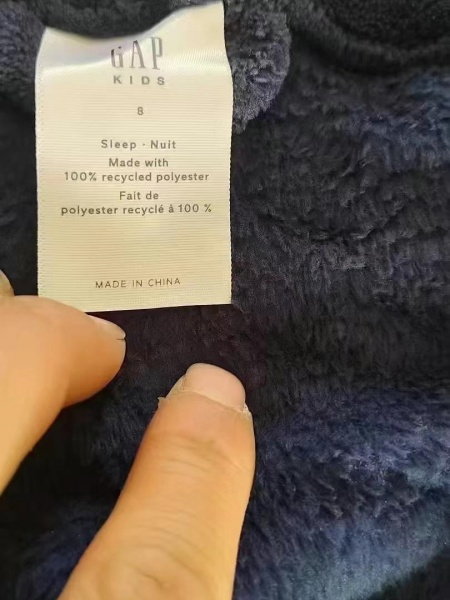 GAP
KIDS
8
Sleep · Nuit
Made with
100% recycled polyester
Fait de
polyester recyclé à 100 %
MADE IN CHINA